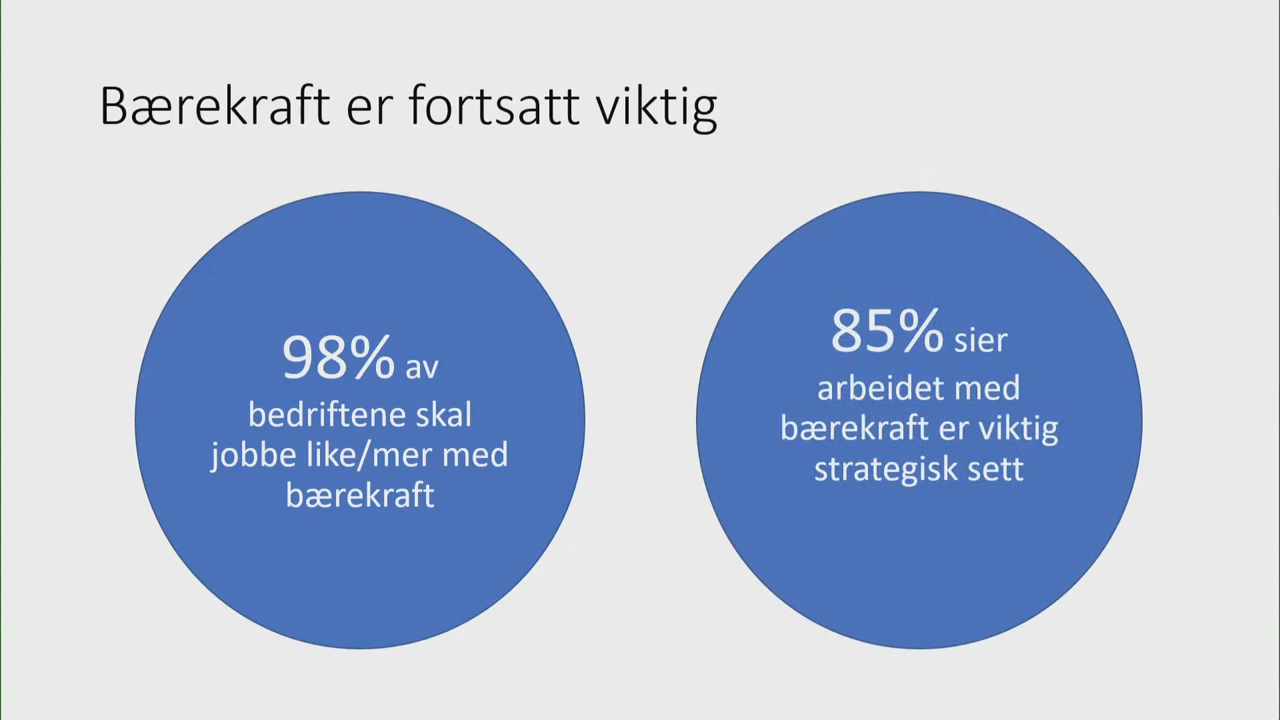 Bærekraft er fortsatt viktig
98% av
bedriftene skal
jobbe like/mer med
bærekraft
85% sier
arbeidet med
bærekraft er viktig
strategisk sett